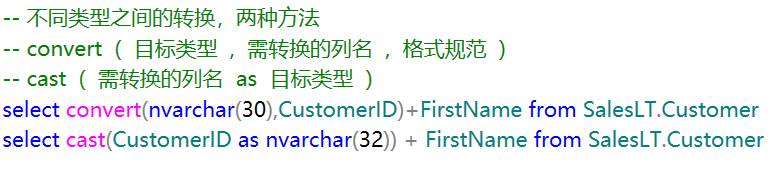 -- 不同类型之间的转换，两种方法
-- convert ( 目标类型 , 需转换的列名 , 格式规范 )
-- cast ( 需转换的列名 as 目标类型 )
select convert(nvarchar(30),CustomerID)+FirstName from SalesLT.Customer
select cast(CustomerID as nvarchar(32)) + FirstName from SalesLT.Customer